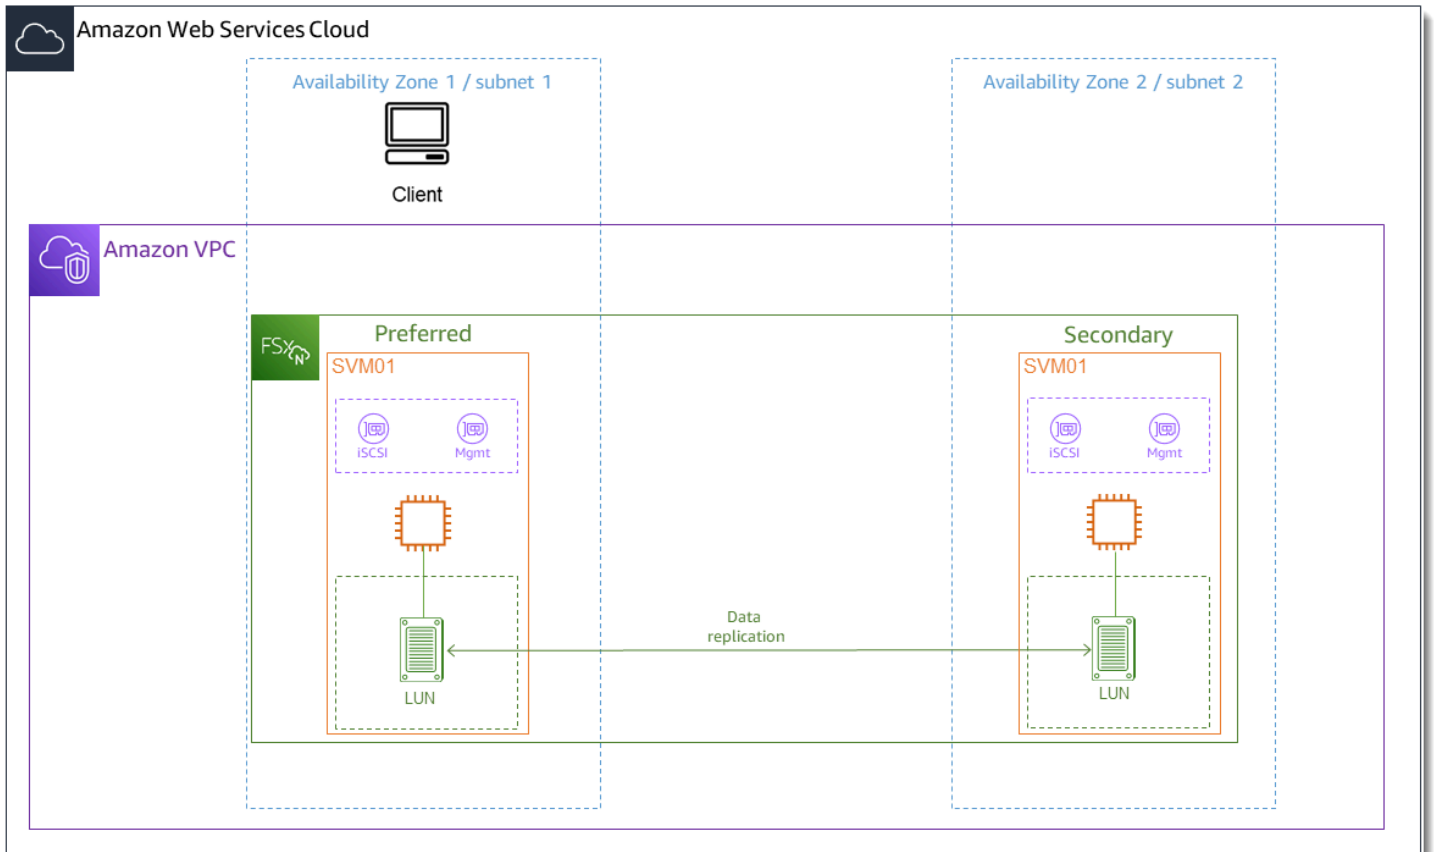 Amazon Web Services Cloud
Availability Zone 1 / subnet 1
Availability Zone 2 / subnet 2
Client
Amazon VPC
FSx
N
Preferred
Secondary
SVM01
SVM01
iSCSI
Mgmt
iSCSI
Mgmt
Data
replication
LUN
LUN